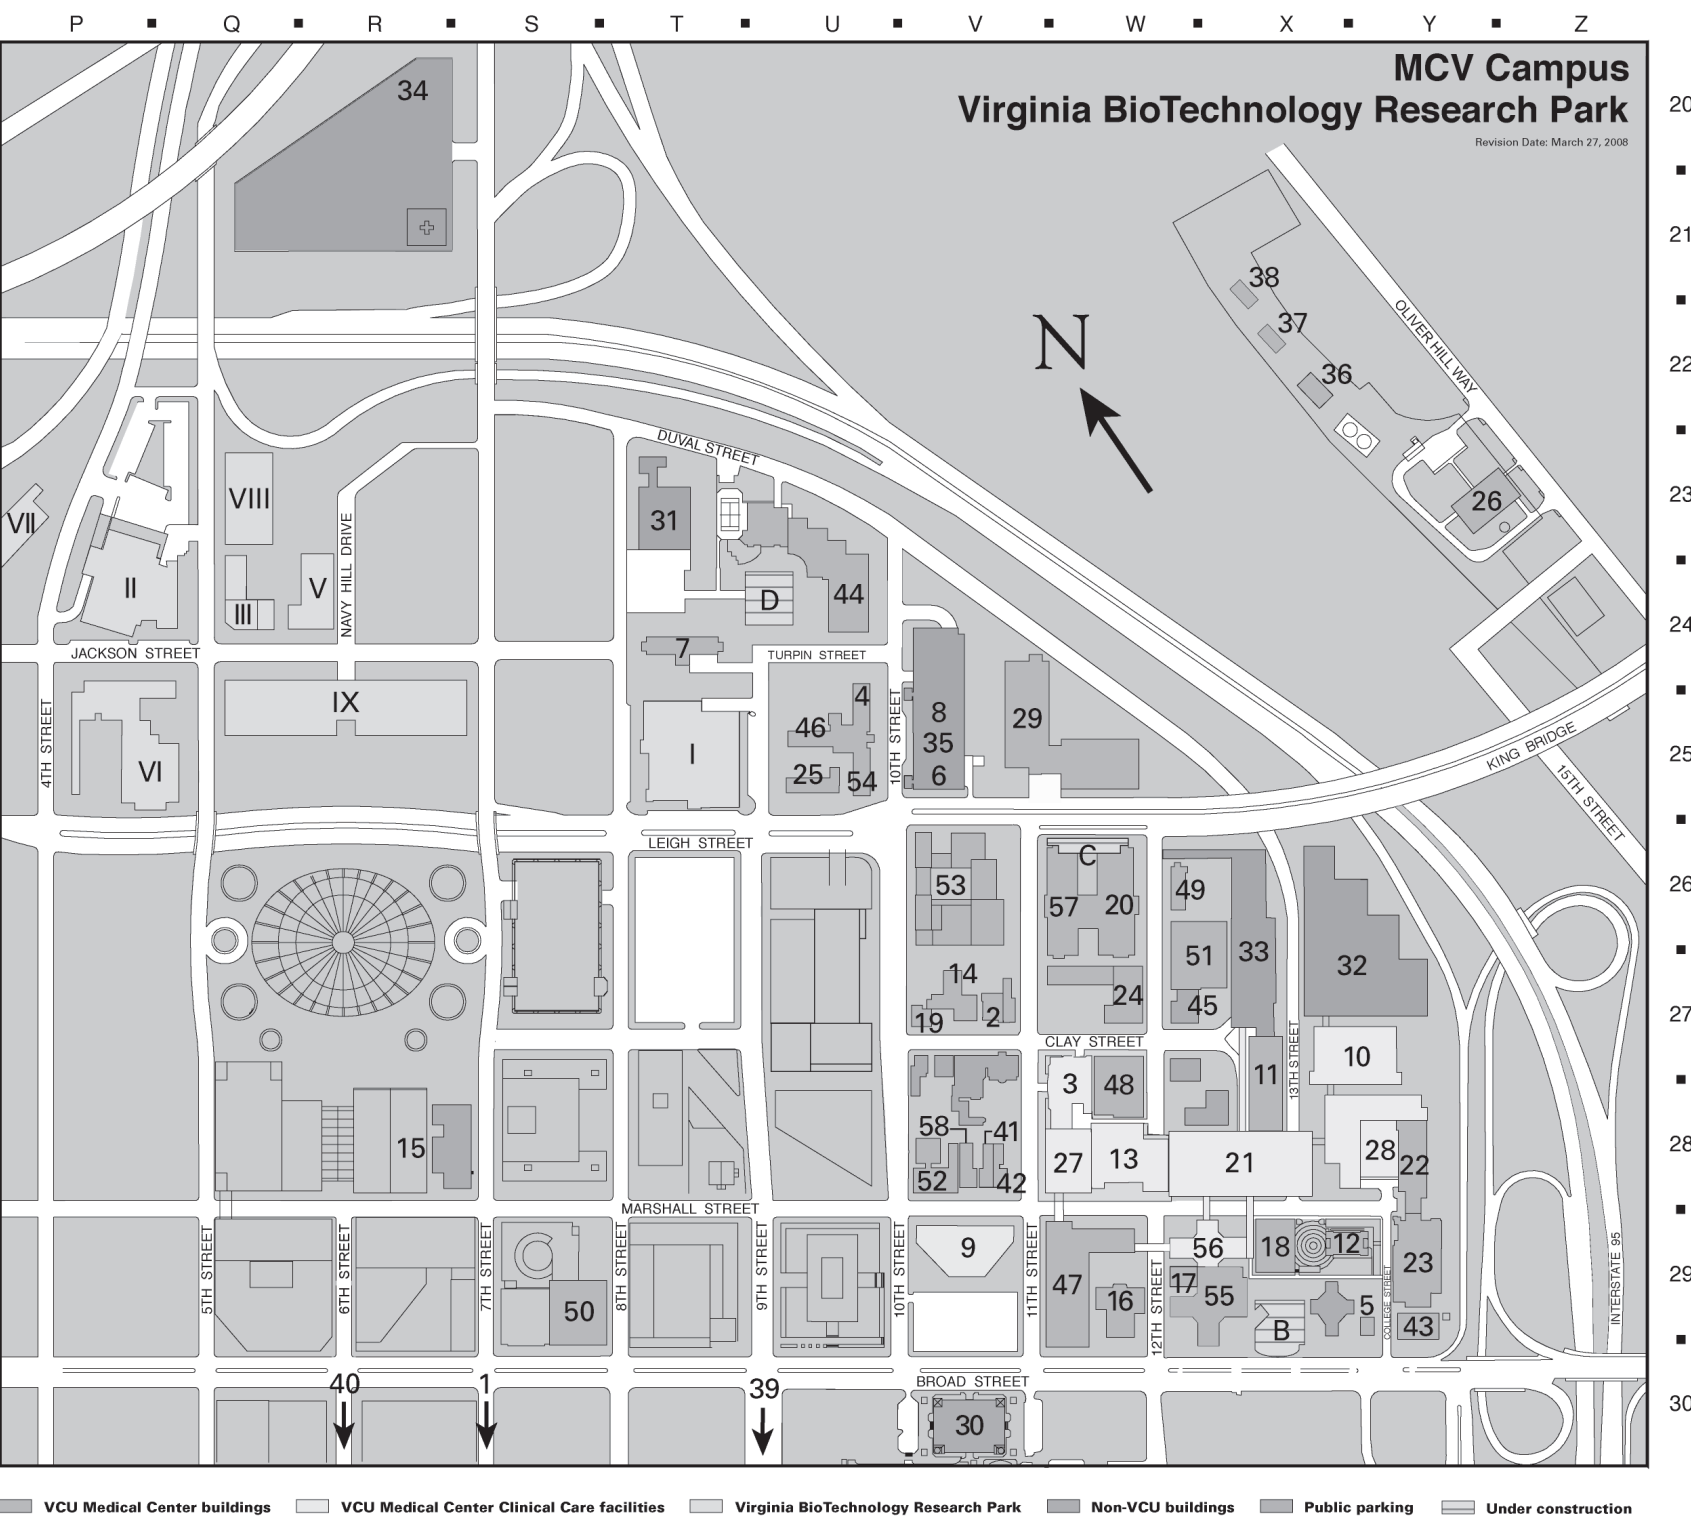 P Q R S T U V W X Y Z
MCV Campus
Virginia BioTechnology Research Park
Revision Date: March 27, 2008
20
34
21
38
37
OLIVER HILL WAY
N
22
36
DUVAL STREET
VIII
VII
31
26
23
NAVY HILL DRIVE
II
III
V
D
44
24
JACKSON STREET
7
TURPIN STREET
IX
4
46
8
29
4TH STREET
VI
I
25
54
10TH STREET
35
6
KING BRIDGE
25
15TH STREET
LEIGH STREET
C
53
57
20
49
26
51
33
32
14
24
45
19
2
27
CLAY STREET
13TH STREET
3
48
11
10
15
58
41
52
42
27
13
21
28
22
28
MARSHALL STREET
5TH STREET
6TH STREET
7TH STREET
8TH STREET
9TH STREET
10TH STREET
11TH STREET
12TH STREET
COLLEGE STREET
INTERSTATE 95
9
56
18
12
23
29
50
47
16
17
55
B
5
43
BROAD STREET
40
1
39
30
30
VCU Medical Center buildings
VCU Medical Center Clinical Care facilities
Virginia BioTechnology Research Park
Non-VCU buildings
Public parking
Under construction